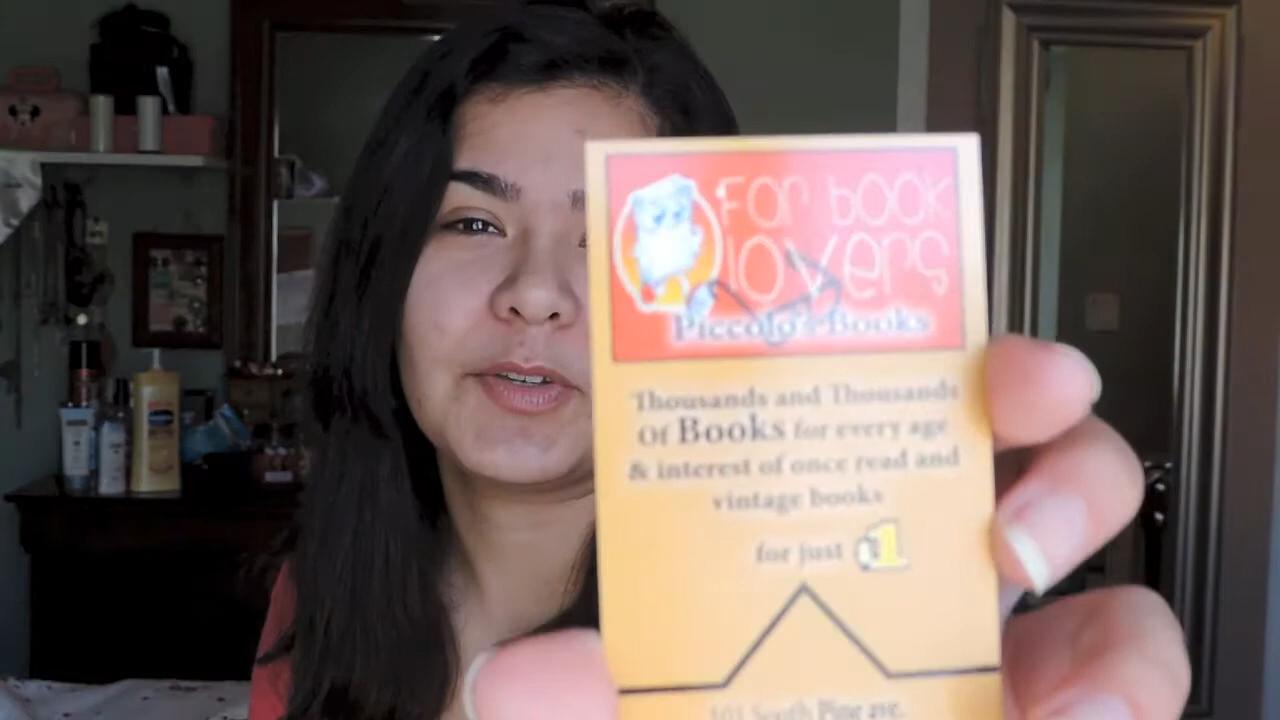 For book
lovers
Piccolo's Books
Thousands and Thousands
Of Books for every age
& interest of once read and
vintage books
for just $1
101 South Pine ave.